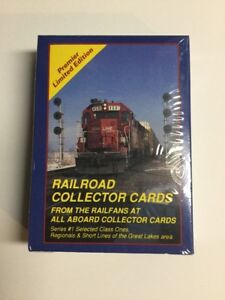 Premier
Limited Edition
RAILROAD
COLLECTOR CARDS
FROM THE RAILFANS AT
ALL ABOARD COLLECTOR CARDS
Series #1 Selected Class Ones,
Regionals & Short Lines of the Great Lakes area